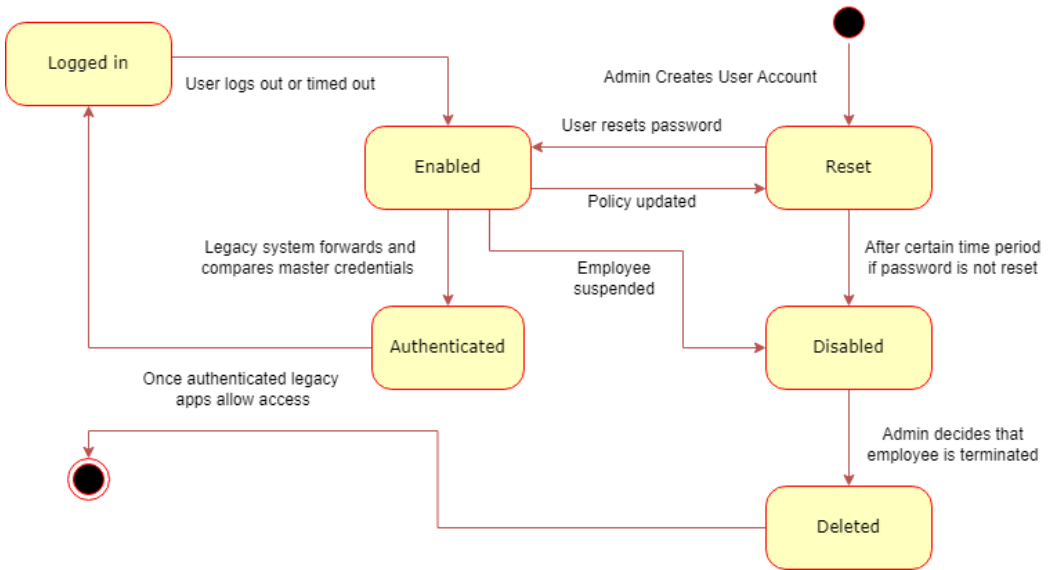 Logged in
User logs out or timed out
Admin Creates User Account
User resets password
Enabled
Reset
Policy updated
Legacy system forwards and
compares master credentials
Employee
suspended
After certain time period
if password is not reset
Authenticated
Disabled
Once authenticated legacy
apps allow access
Admin decides that
employee is terminated
Deleted